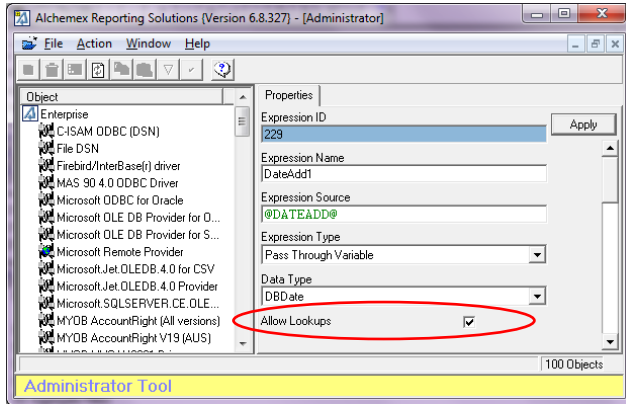 Alchemex Reporting Solutions (Version 6.8.327) - [Administrator]
File Action Window Help
Object
Enterprise
C-ISAM ODBC (DSN)
File DSN
Firebird/InterBase(r) driver
MAS 90 4.0 ODBC Driver
Microsoft ODBC for Oracle
Microsoft OLE DB Provider for O...
Microsoft OLE DB Provider for S...
Microsoft Remote Provider
Microsoft.Jet.OLEDB.4.0 for CSV
Microsoft.Jet.OLEDB.4.0 Provider
Microsoft.SQLSERVER.CE.OLE...
MYOB AccountRight (All versions)
MYOB AccountRight V19 (AUS)
Properties
Expression ID
229
Apply
Expression Name
DateAdd1
Expression Source
@DATEADD@
Expression Type
Pass Through Variable
Data Type
DBDate
Allow Lookups
100 Objects
Administrator Tool